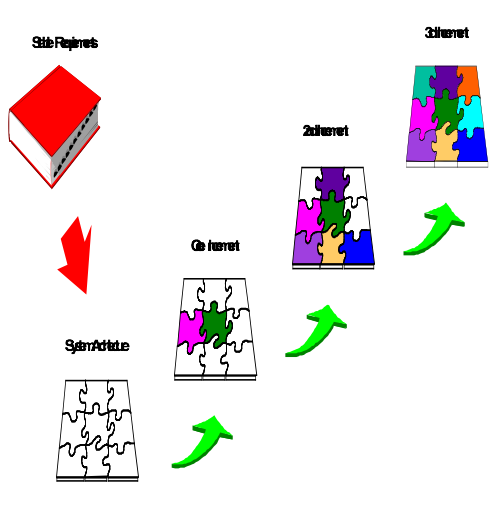 3rd increment
Stable Requirements
2nd increment
Core increment
System Architecture